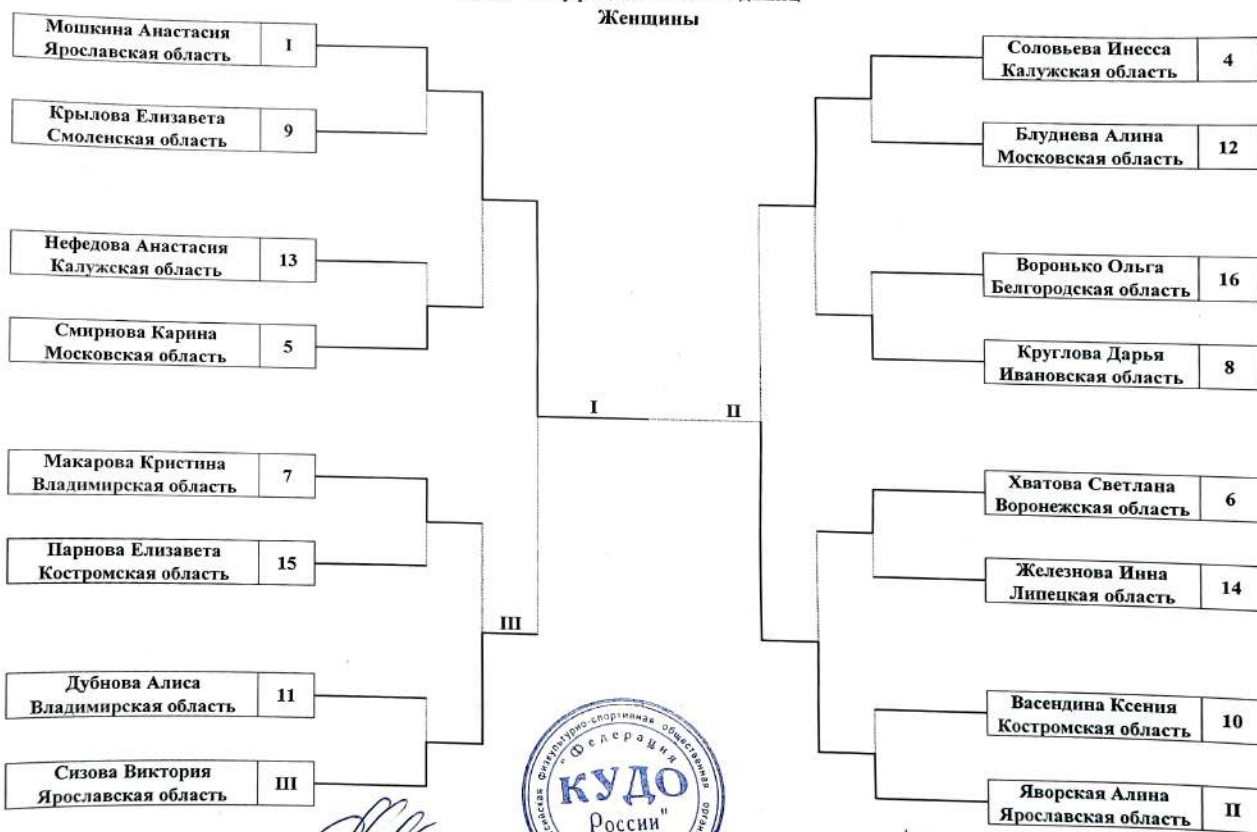 Женщины
Мошкина Анастасия
Ярославская область
I
Крылова Елизавета
Смоленская область
9
Нефедова Анастасия
Калужская область
13
Смирнова Карина
Московская область
5
Макарова Кристина
Владимирская область
7
Парнова Елизавета
Костромская область
15
Дубнова Алиса
Владимирская область
11
Сизова Виктория
Ярославская область
III
I
II
III
Соловьева Инесса
Калужская область
4
Блуднева Алина
Московская область
12
Воронько Ольга
Белгородская область
16
Круглова Дарья
Ивановская область
8
Хватова Светлана
Воронежская область
6
Железнова Инна
Липецкая область
14
Васендина Ксения
Костромская область
10
Яворская Алина
Ярославская область
II
физкультурно-спортивная общественная
"Федерация
КУДО
России"